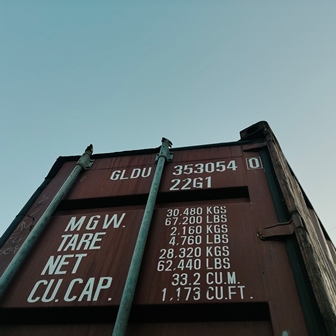 GLDU 353054 0
22G1
M.G.W. 30.480 KGS
67.200 LBS
TARE 2.160 KGS
4.760 LBS
NET 28.320 KGS
62.440 LBS
CU.CAP. 33.2 CU.M.
1,173 CU.FT.